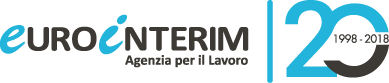 eurointerim
Agenzia per il Lavoro
20
1998 - 2018